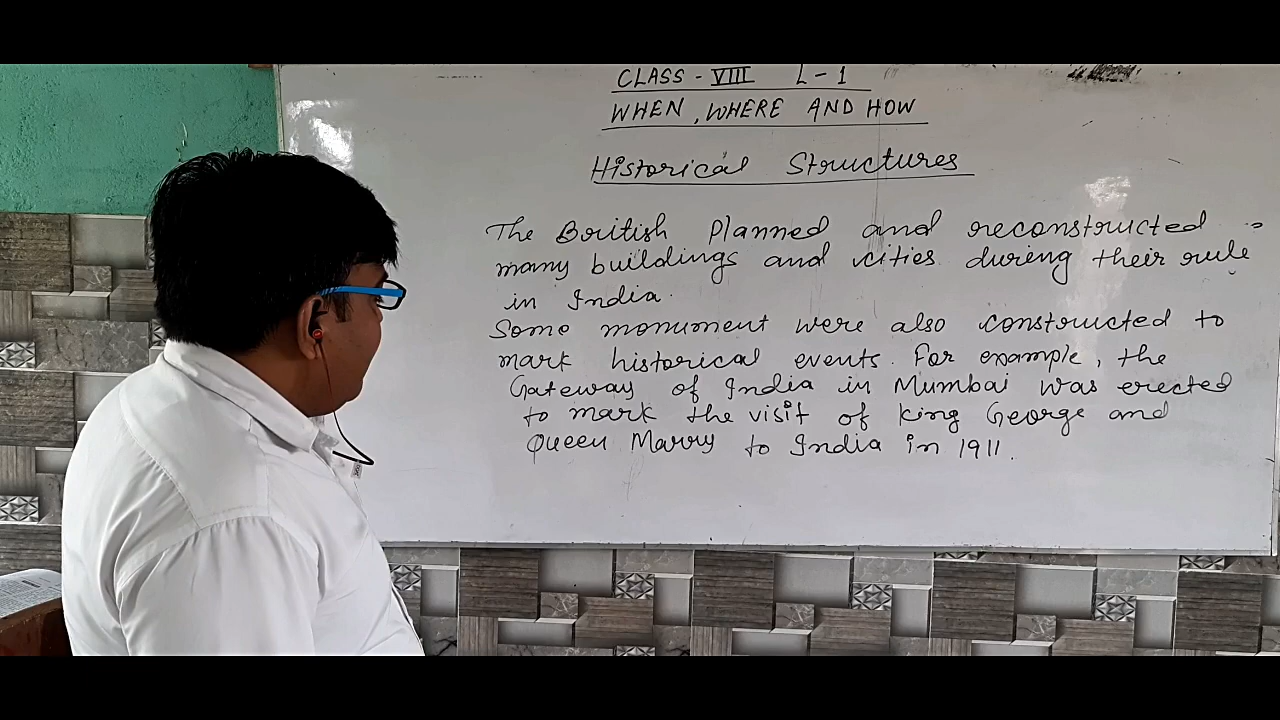 CLASS - VIII L - 1
WHEN, WHERE AND HOW
Historical Structures
The British Planned and reconstructed
many buildings and cities during their rule
in India.
Some monument were also constructed to
mark historical events. For example, the
Gateway of India in Mumbai was erected
to mark the visit of King George and
Queen Marry to India in 1911.